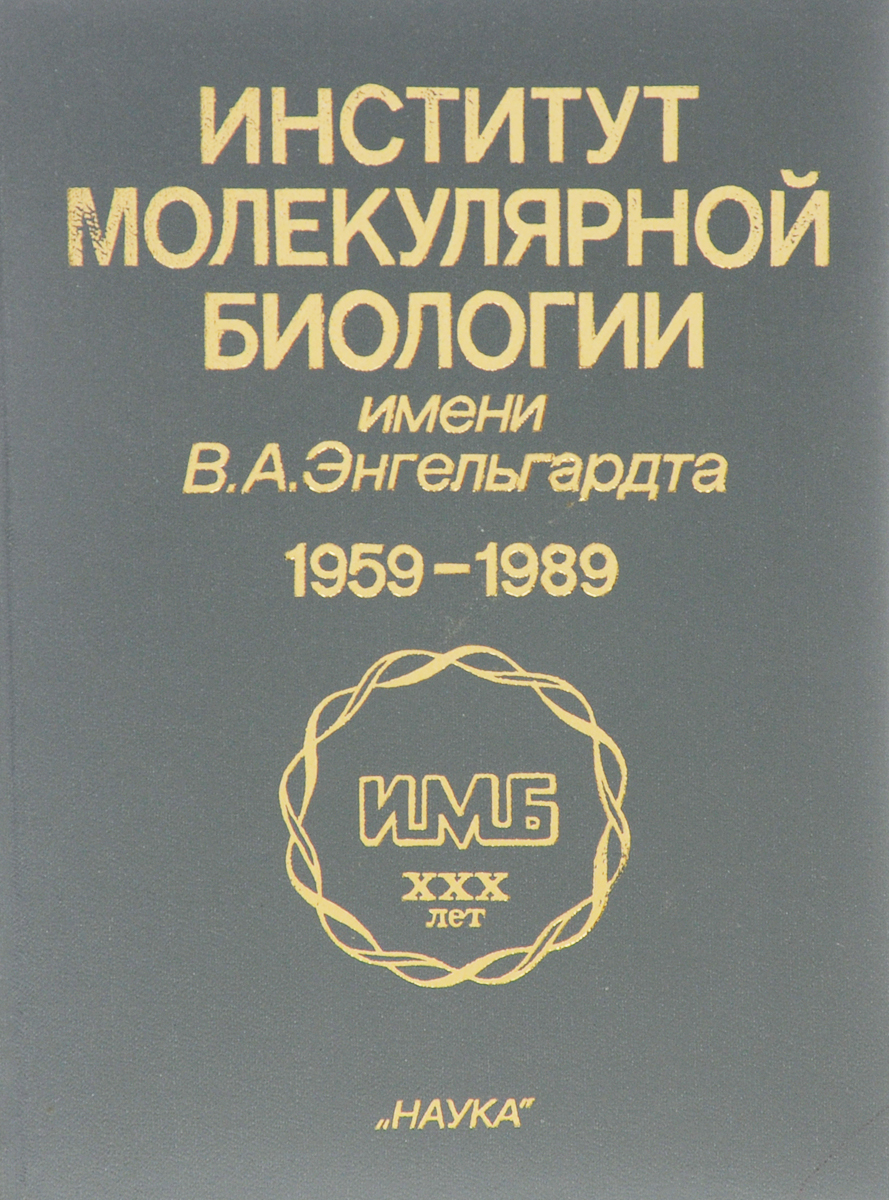 ИНСТИТУТ
МОЛЕКУЛЯРНОЙ
БИОЛОГИИ
имени
В.А.Энгельгардта
1959–1989
ИМБ
XXX
лет
„НАУКА“